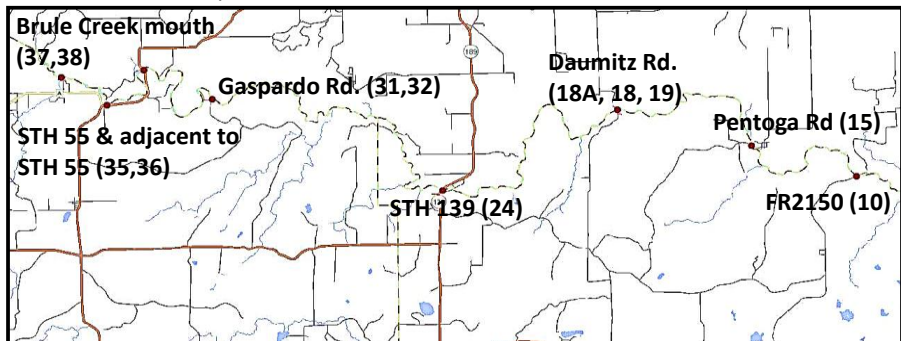 Brule Creek mouth
(37,38)
Gaspardo Rd. (31,32)
STH 55 & adjacent to
STH 55 (35,36)
189
Daumitz Rd.
(18A, 18, 19)
Pentoga Rd (15)
STH 139 (24)
FR2150 (10)